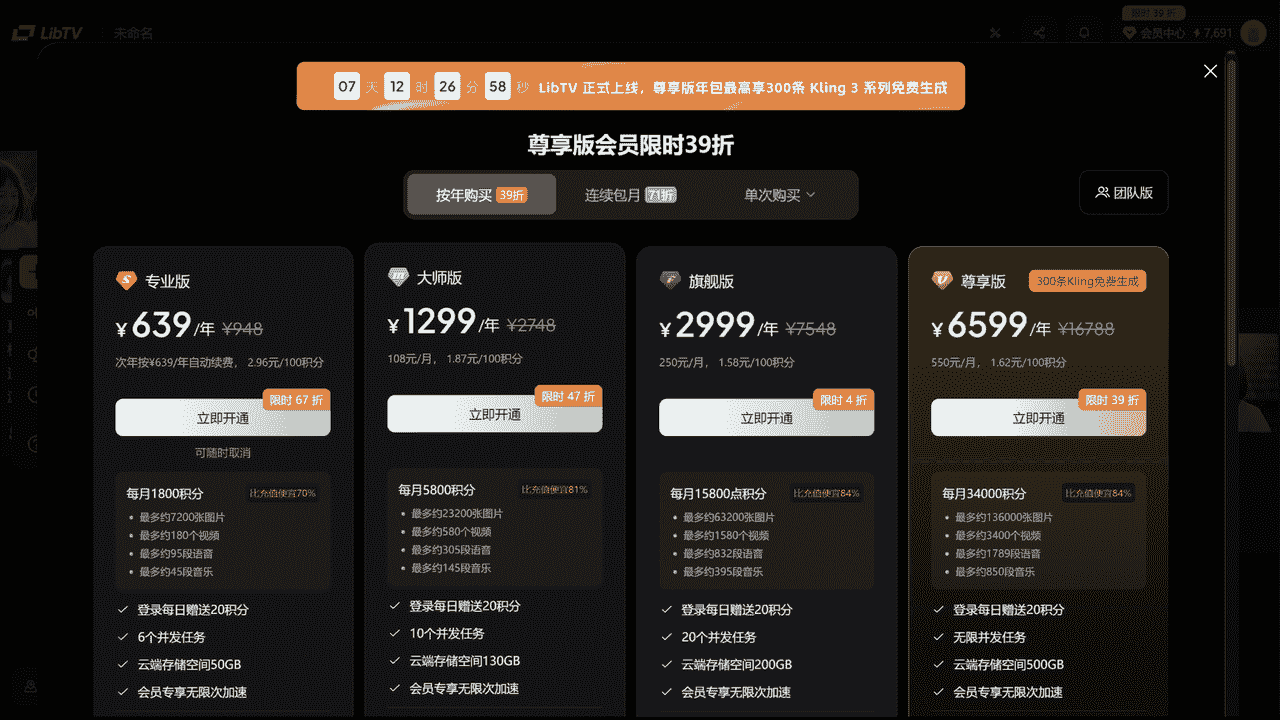 LibTV
未命名
限时 39 折
会员中心
7,691
07 天 12 时 26 分 58 秒 LibTV 正式上线，尊享版年包最高享300条 Kling 3 系列免费生成
尊享版会员限时39折
按年购买 39折
连续包月 71折
单次购买
团队版
专业版
¥639/年 ¥948
次年按¥639/年自动续费， 2.96元/100积分
限时 67 折
立即开通
可随时取消
每月1800积分
比充值便宜70%
最多约7200张图片
最多约180个视频
最多约95段语音
最多约45段音乐
登录每日赠送20积分
6个并发任务
云端存储空间50GB
会员专享无限次加速
大师版
¥1299/年 ¥2748
108元/月， 1.87元/100积分
限时 47 折
立即开通
每月5800积分
比充值便宜81%
最多约23200张图片
最多约580个视频
最多约305段语音
最多约145段音乐
登录每日赠送20积分
10个并发任务
云端存储空间130GB
会员专享无限次加速
旗舰版
¥2999/年 ¥7548
250元/月， 1.58元/100积分
限时 4 折
立即开通
每月15800点积分
比充值便宜84%
最多约63200张图片
最多约1580个视频
最多约832段语音
最多约395段音乐
登录每日赠送20积分
20个并发任务
云端存储空间200GB
会员专享无限次加速
尊享版
300条Kling免费生成
¥6599/年 ¥16788
550元/月， 1.62元/100积分
限时 39 折
立即开通
每月34000积分
比充值便宜84%
最多约136000张图片
最多约3400个视频
最多约1789段语音
最多约850段音乐
登录每日赠送20积分
无限并发任务
云端存储空间500GB
会员专享无限次加速